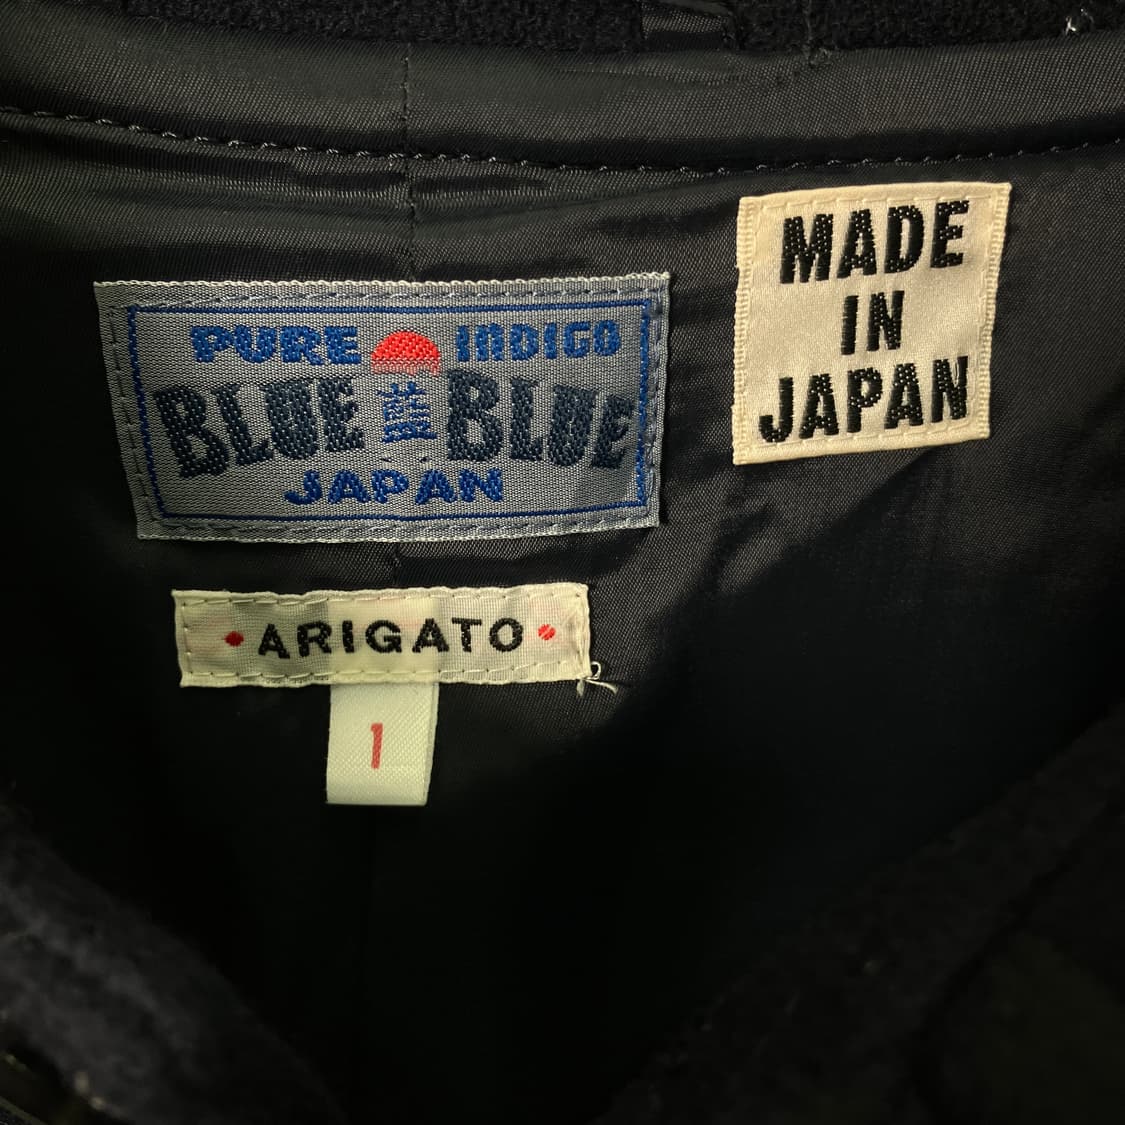 PURE INDIGO
BLUE 藍 BLUE
JAPAN
MADE
IN
JAPAN
ARIGATO
1